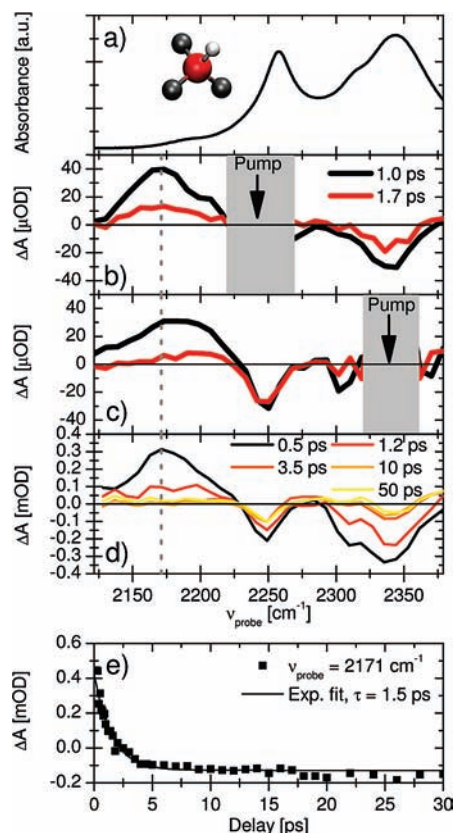 a)
Absorbance [a.u.]
40
20
0
-20
-40
ΔA [μOD]
b)
Pump
1.0 ps
1.7 ps
40
20
0
-20
-40
ΔA [μOD]
c)
Pump
0.4
0.3
0.2
0.1
0.0
-0.1
-0.2
-0.3
-0.4
ΔA [mOD]
d)
0.5 ps 1.2 ps
3.5 ps 10 ps
50 ps
2150 2200 2250 2300 2350
ν probe [cm-1]
0.6
0.4
0.2
0.0
-0.2
ΔA [mOD]
e)
ν probe = 2171 cm-1
Exp. fit, τ = 1.5 ps
0 5 10 15 20 25 30
Delay [ps]